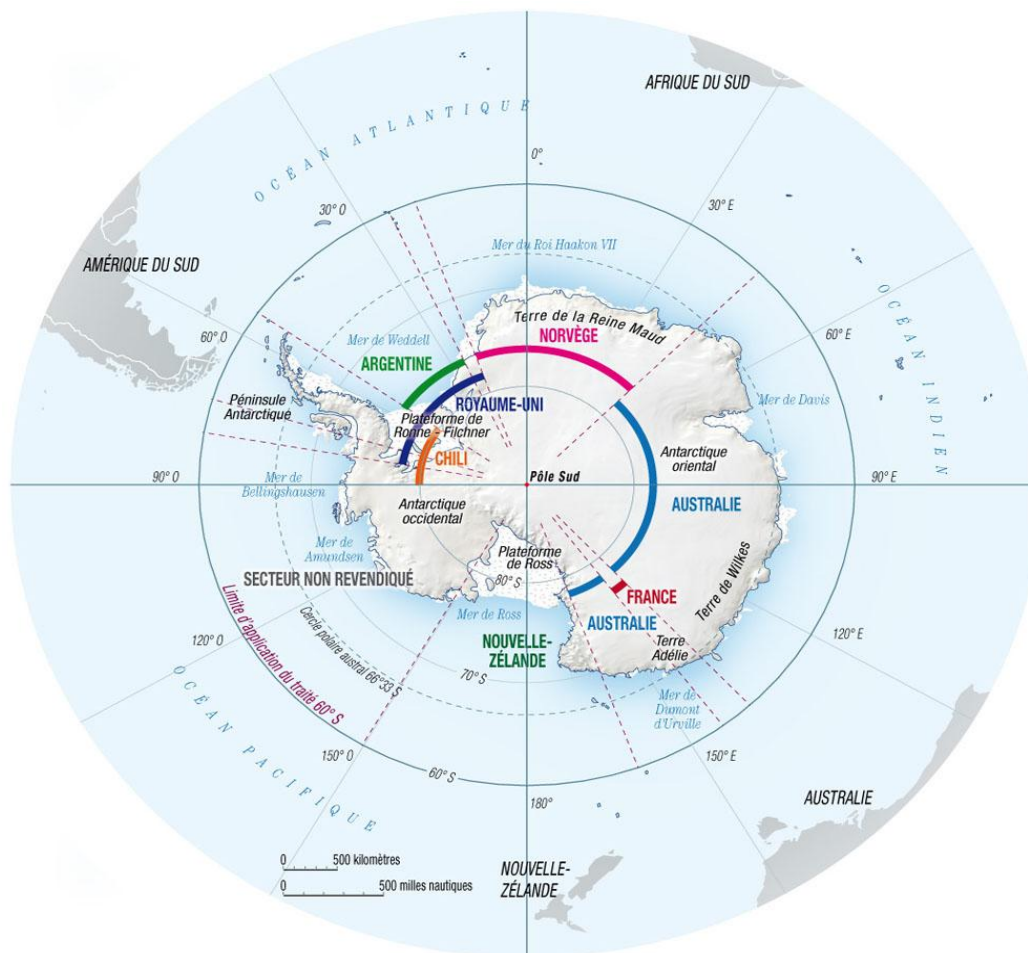 AFRIQUE DU SUD
OCÉAN ATLANTIQUE
0°
30° O
30° E
Mer du Roi Haakon VII
AMÉRIQUE DU SUD
OCÉAN INDIEN
Terre de la Reine Maud
NORVÈGE
60° O
60° E
Mer de Weddell
ARGENTINE
ROYAUME-UNI
Péninsule
Antarctique
Mer de Davis
Plateforme de
Ronne - Filchner
CHILI
Antarctique
oriental
Pôle Sud
90° O
90° E
Mer de
Bellingshausen
Antarctique
occidental
AUSTRALIE
Mer de
Amundsen
Plateforme
de Ross
Terre de Wilkes
SECTEUR NON REVENDIQUÉ
80° S
FRANCE
Mer de Ross
AUSTRALIE
Limite d'application du traité 60° S
Cercle polaire austral 66°33 S
NOUVELLE-
ZÉLANDE
Terre
Adélie
120° O
120° E
70° S
Mer de
Dumont
d'Urville
OCÉAN PACIFIQUE
150° O
150° E
60° S
180°
AUSTRALIE
0 500 kilomètres
0 500 milles nautiques
NOUVELLE-
ZÉLANDE